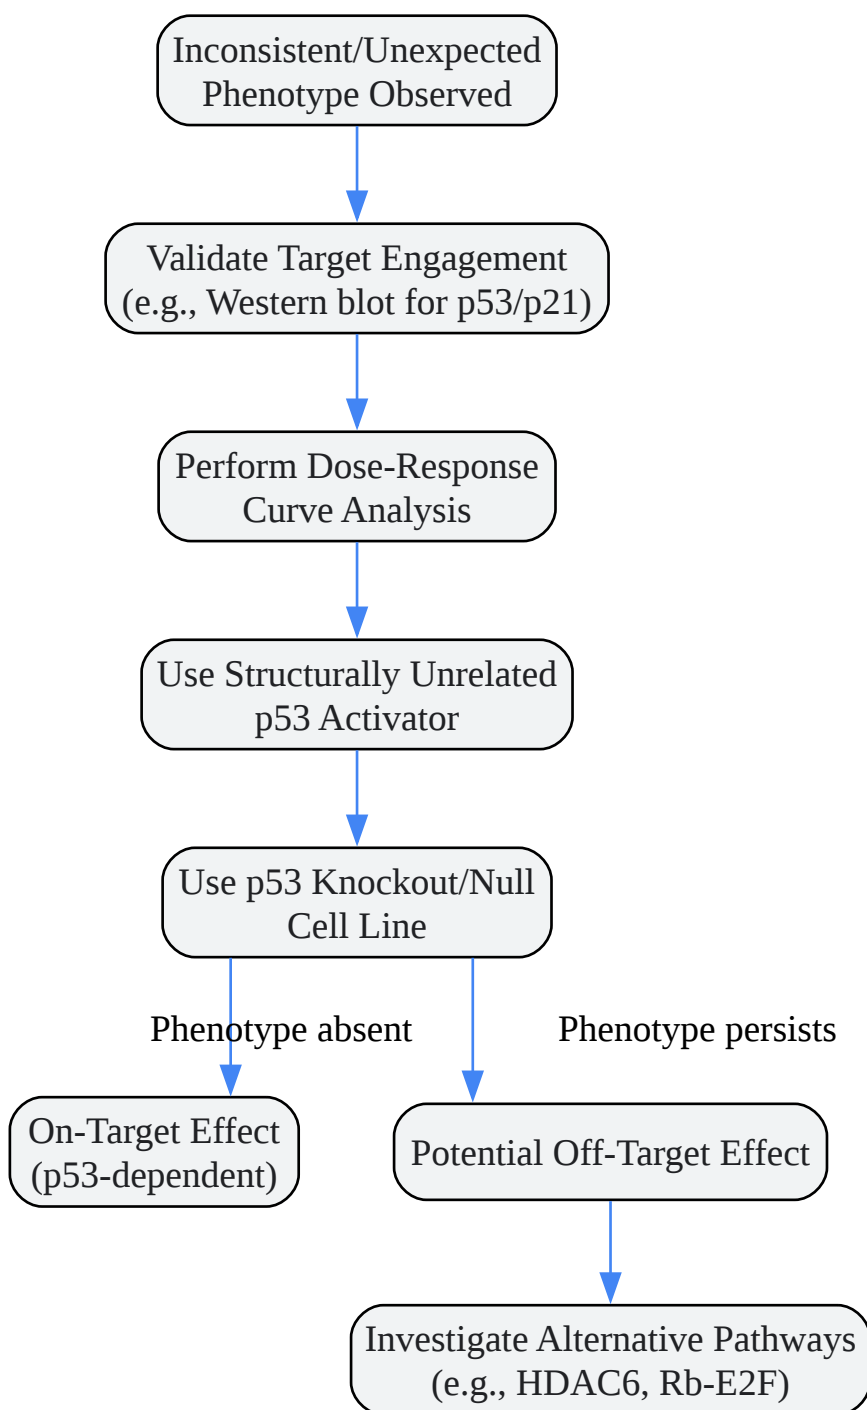 Inconsistent/Unexpected
Phenotype Observed
Validate Target Engagement
(e.g., Western blot for p53/p21)
Perform Dose-Response
Curve Analysis
Use Structurally Unrelated
p53 Activator
Use p53 Knockout/Null
Cell Line
Phenotype absent
Phenotype persists
On-Target Effect
(p53-dependent)
Potential Off-Target Effect
Investigate Alternative Pathways
(e.g., HDAC6, Rb-E2F)